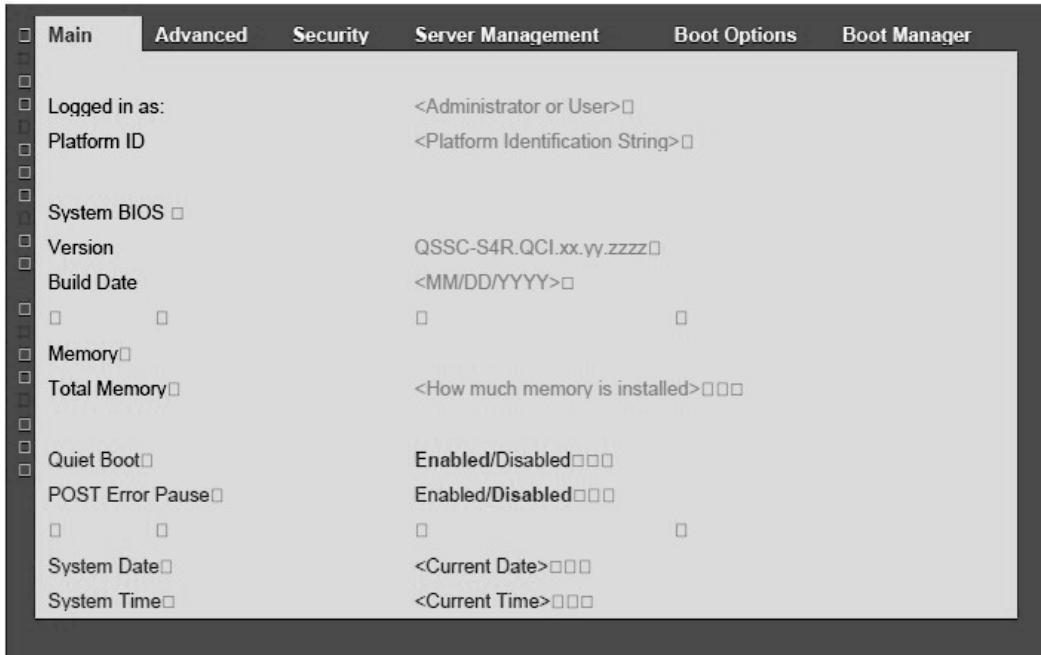 Main Advanced Security Server Management Boot Options Boot Manager
Logged in as: <Administrator or User>
Platform ID <Platform Identification String>
System BIOS
Version QSSC-S4R.QCI.xx.yy.zzzz
Build Date <MM/DD/YYYY>
Memory
Total Memory <How much memory is installed>
Quiet Boot Enabled/Disabled
POST Error Pause Enabled/Disabled
System Date <Current Date>
System Time <Current Time>